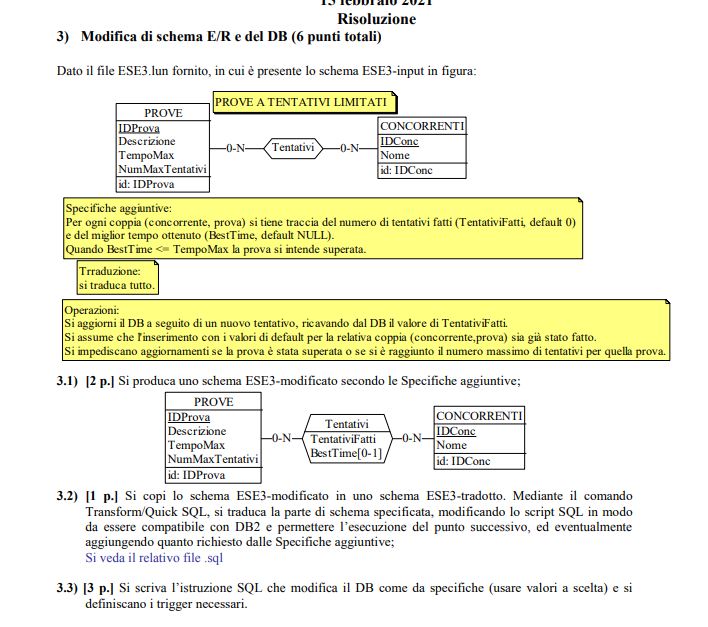 15 febbraio 2021
Risoluzione
3) Modifica di schema E/R e del DB (6 punti totali)
Dato il file ESE3.lun fornito, in cui è presente lo schema ESE3-input in figura:
PROVE A TENTATIVI LIMITATI
PROVE
IDProva
Descrizione
TempoMax
NumMaxTentativi
id: IDProva
0-N
Tentativi
0-N
CONCORRENTI
IDConc
Nome
id: IDConc
Specifiche aggiuntive:
Per ogni coppia (concorrente, prova) si tiene traccia del numero di tentativi fatti (TentativiFatti, default 0)
e del miglior tempo ottenuto (BestTime, default NULL).
Quando BestTime <= TempoMax la prova si intende superata.
Trraduzione:
si traduca tutto.
Operazioni:
Si aggiorni il DB a seguito di un nuovo tentativo, ricavando dal DB il valore di TentativiFatti.
Si assume che l'inserimento con i valori di default per la relativa coppia (concorrente,prova) sia già stato fatto.
Si impediscano aggiornamenti se la prova è stata superata o se si è raggiunto il numero massimo di tentativi per quella prova.
3.1) [2 p.] Si produca uno schema ESE3-modificato secondo le Specifiche aggiuntive;
PROVE
IDProva
Descrizione
TempoMax
NumMaxTentativi
id: IDProva
0-N
Tentativi
TentativiFatti
BestTime[0-1]
0-N
CONCORRENTI
IDConc
Nome
id: IDConc
3.2) [1 p.] Si copi lo schema ESE3-modificato in uno schema ESE3-tradotto. Mediante il comando
Transform/Quick SQL, si traduca la parte di schema specificata, modificando lo script SQL in modo
da essere compatibile con DB2 e permettere l'esecuzione del punto successivo, ed eventualmente
aggiungendo quanto richiesto dalle Specifiche aggiuntive;
Si veda il relativo file .sql
3.3) [3 p.] Si scriva l'istruzione SQL che modifica il DB come da specifiche (usare valori a scelta) e si
definiscano i trigger necessari.